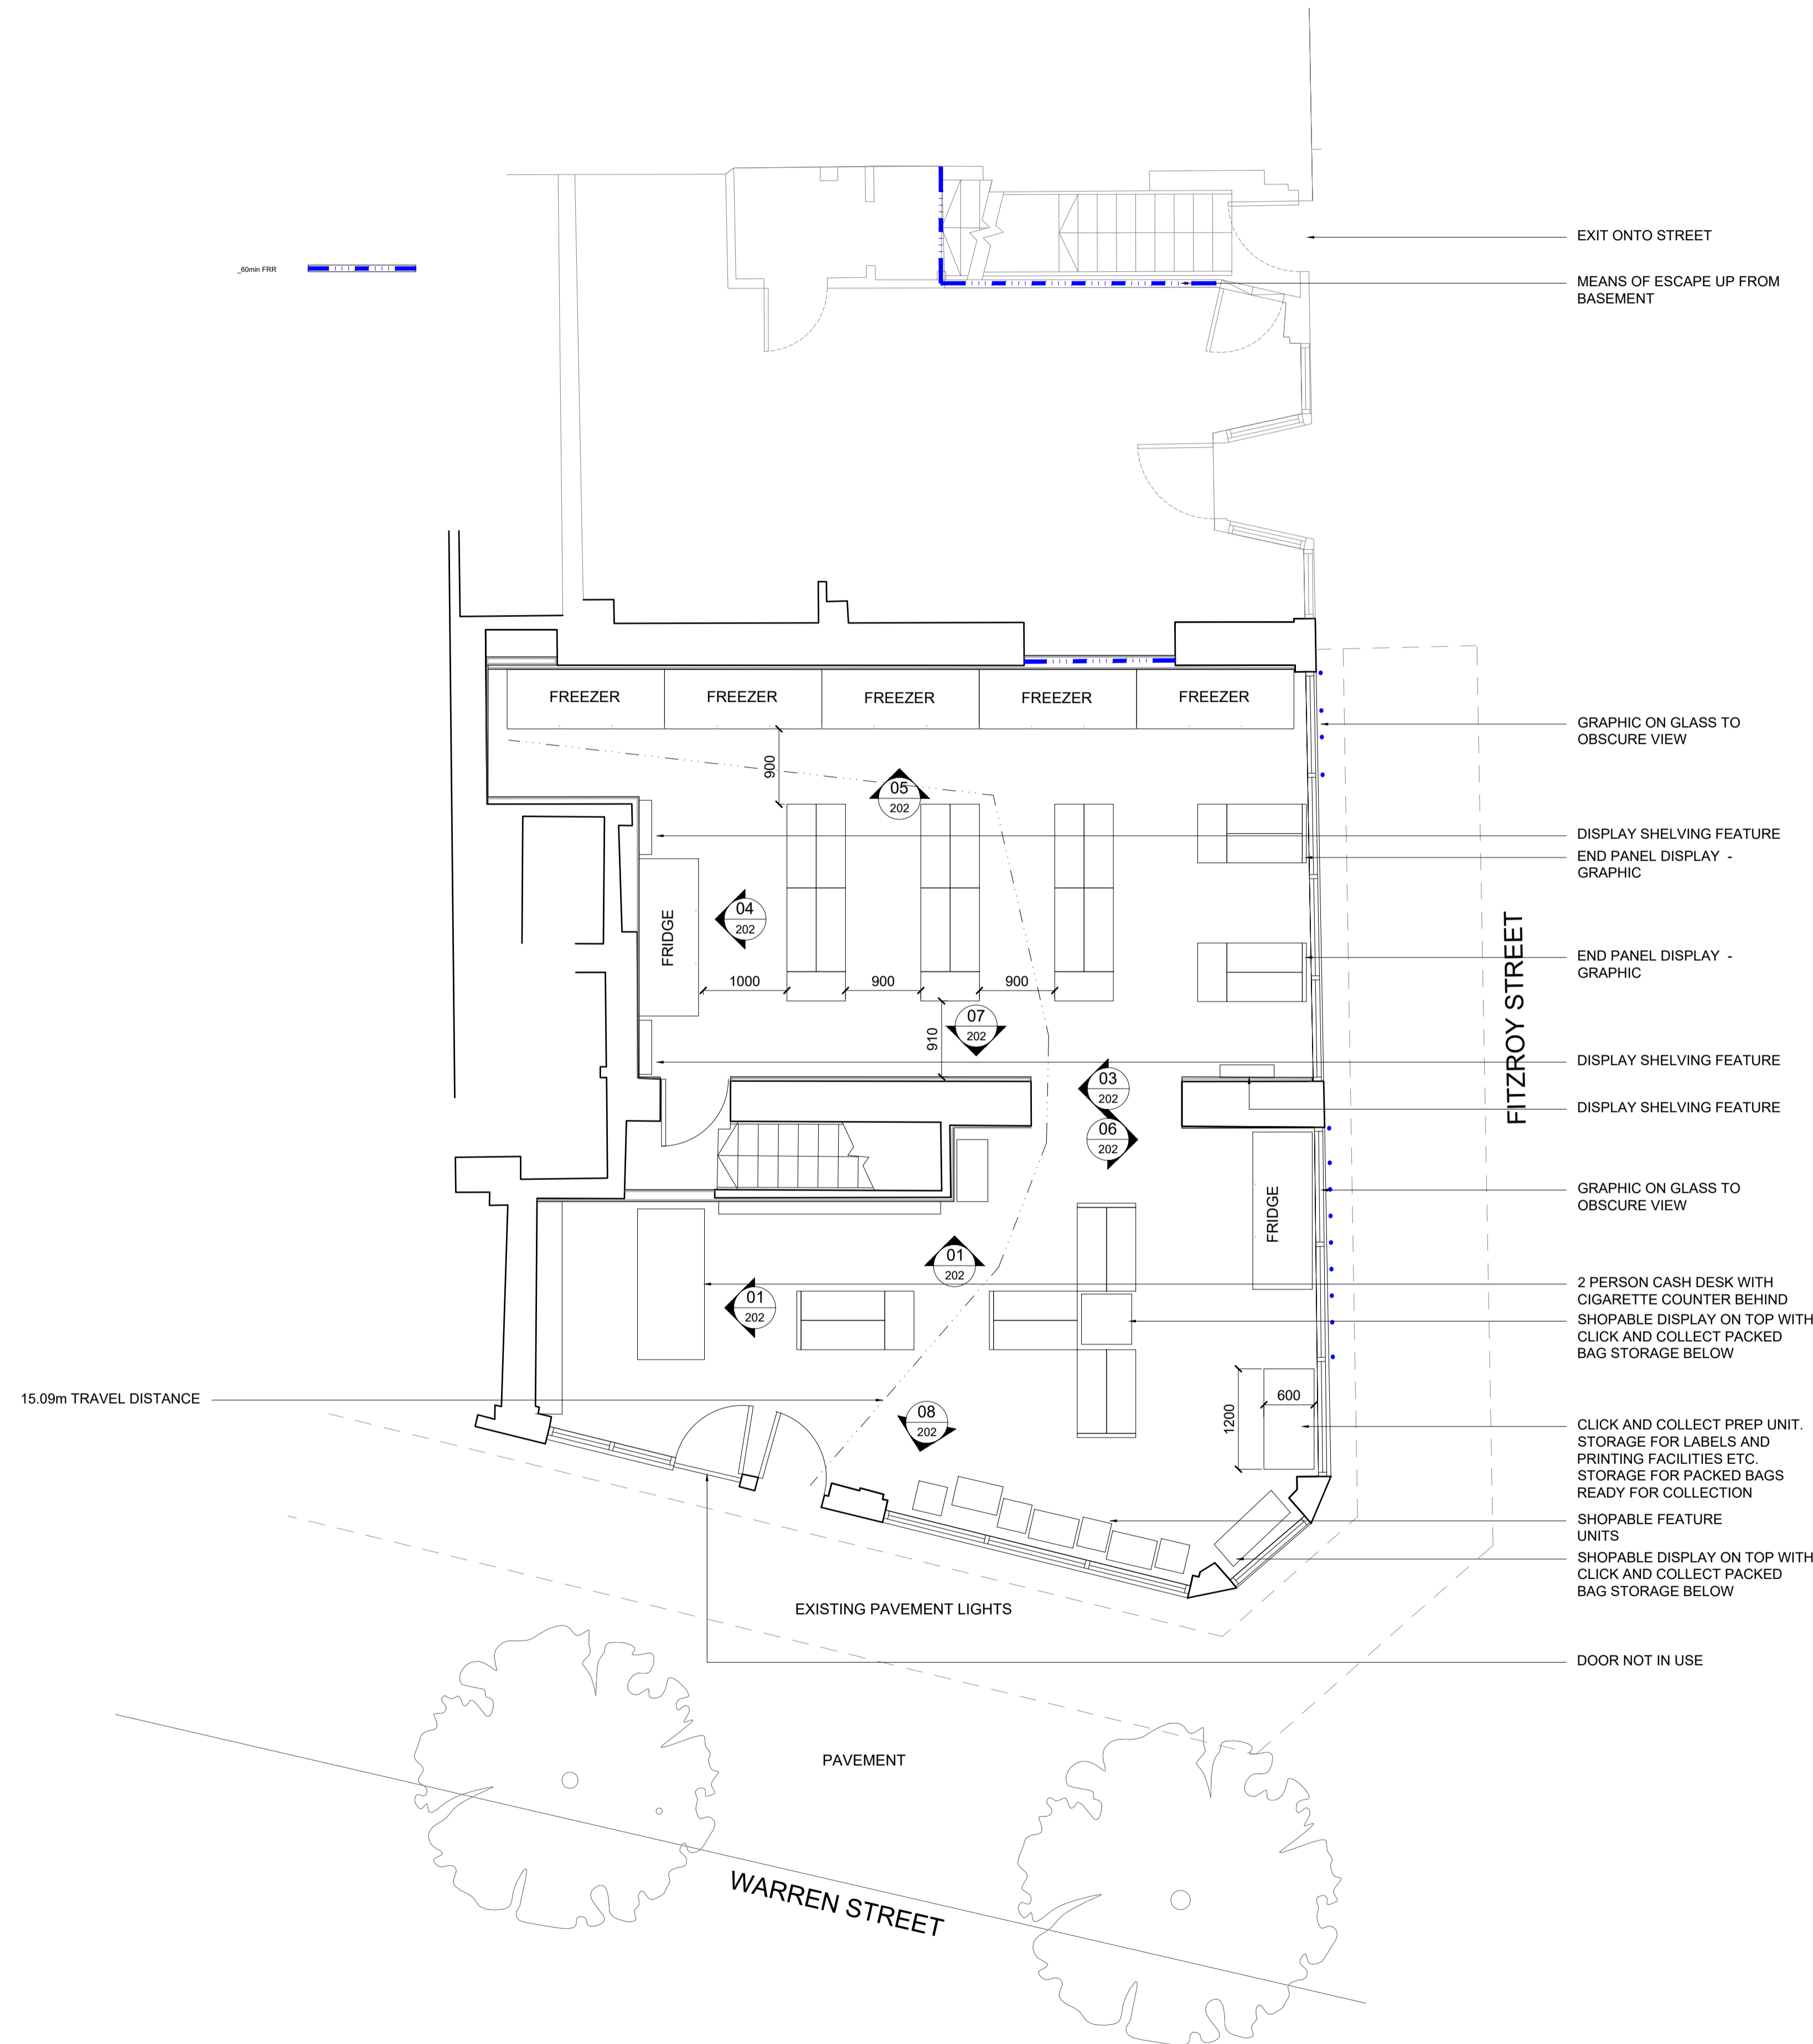 EXIT ONTO STREET
_60min FRR
MEANS OF ESCAPE UP FROM
BASEMENT
FREEZER
FREEZER
FREEZER
FREEZER
FREEZER
GRAPHIC ON GLASS TO
OBSCURE VIEW
900
05
202
DISPLAY SHELVING FEATURE
END PANEL DISPLAY -
GRAPHIC
04
202
FRIDGE
FITZROY STREET
END PANEL DISPLAY -
GRAPHIC
1000
900
900
07
202
910
DISPLAY SHELVING FEATURE
03
202
DISPLAY SHELVING FEATURE
06
202
GRAPHIC ON GLASS TO
OBSCURE VIEW
FRIDGE
01
202
2 PERSON CASH DESK WITH
CIGARETTE COUNTER BEHIND
01
202
SHOPABLE DISPLAY ON TOP WITH
CLICK AND COLLECT PACKED
BAG STORAGE BELOW
15.09m TRAVEL DISTANCE
600
1200
08
202
CLICK AND COLLECT PREP UNIT.
STORAGE FOR LABELS AND
PRINTING FACILITIES ETC.
STORAGE FOR PACKED BAGS
READY FOR COLLECTION
SHOPABLE FEATURE
UNITS
SHOPABLE DISPLAY ON TOP WITH
CLICK AND COLLECT PACKED
BAG STORAGE BELOW
EXISTING PAVEMENT LIGHTS
DOOR NOT IN USE
PAVEMENT
WARREN STREET